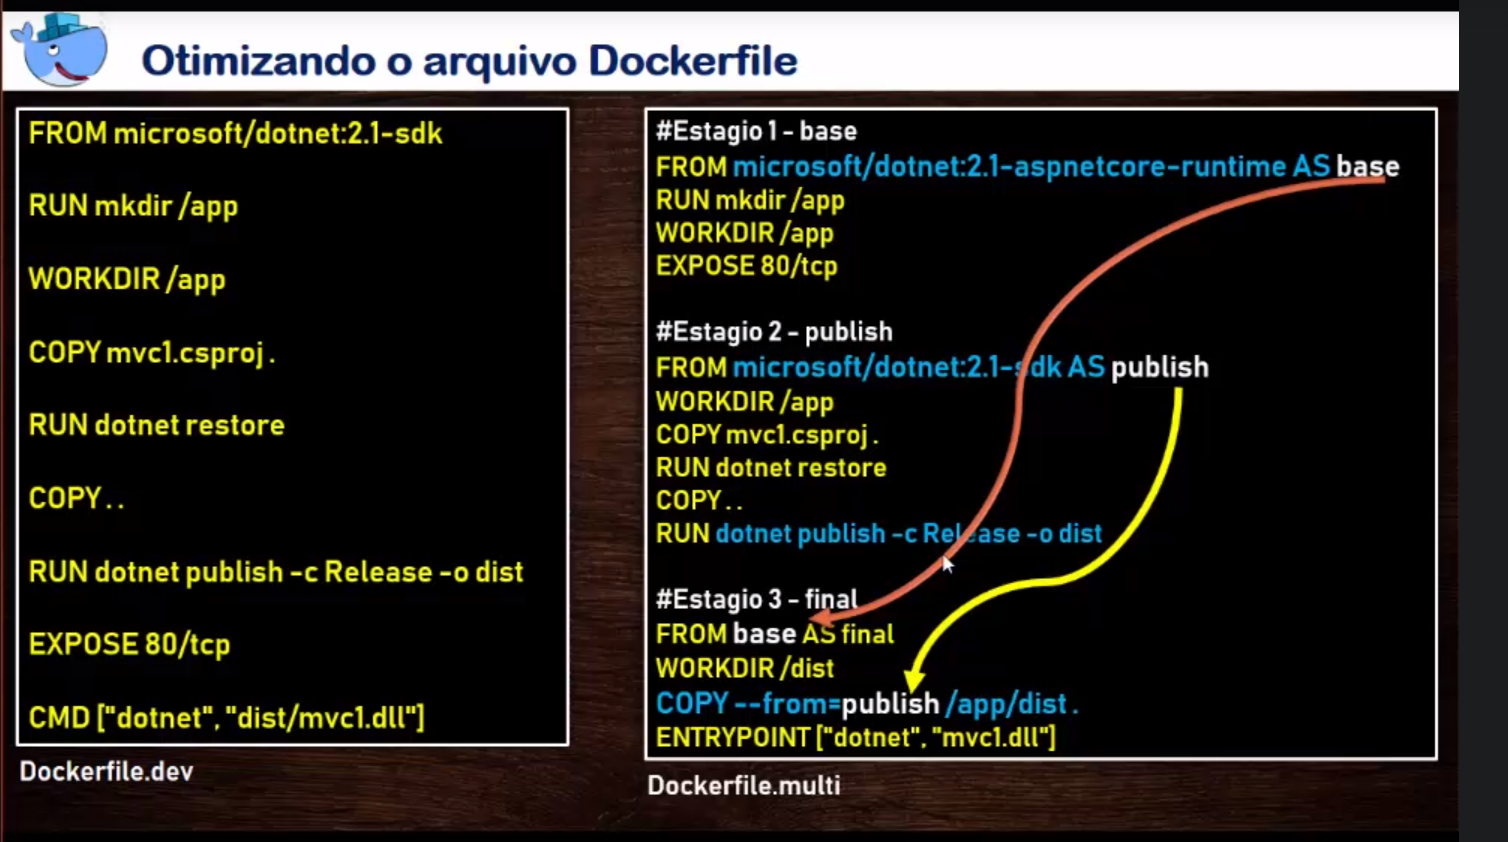 Otimizando o arquivo Dockerfile
FROM microsoft/dotnet:2.1-sdk
RUN mkdir /app
WORKDIR /app
COPY mvc1.csproj .
RUN dotnet restore
COPY . .
RUN dotnet publish -c Release -o dist
EXPOSE 80/tcp
CMD ["dotnet", "dist/mvc1.dll"]
Dockerfile.dev
#Estagio 1 - base
FROM microsoft/dotnet:2.1-aspnetcore-runtime AS base
RUN mkdir /app
WORKDIR /app
EXPOSE 80/tcp
#Estagio 2 - publish
FROM microsoft/dotnet:2.1-sdk AS publish
WORKDIR /app
COPY mvc1.csproj .
RUN dotnet restore
COPY . .
RUN dotnet publish -c Release -o dist
#Estagio 3 - final
FROM base AS final
WORKDIR /dist
COPY --from=publish /app/dist .
ENTRYPOINT ["dotnet", "mvc1.dll"]
Dockerfile.multi